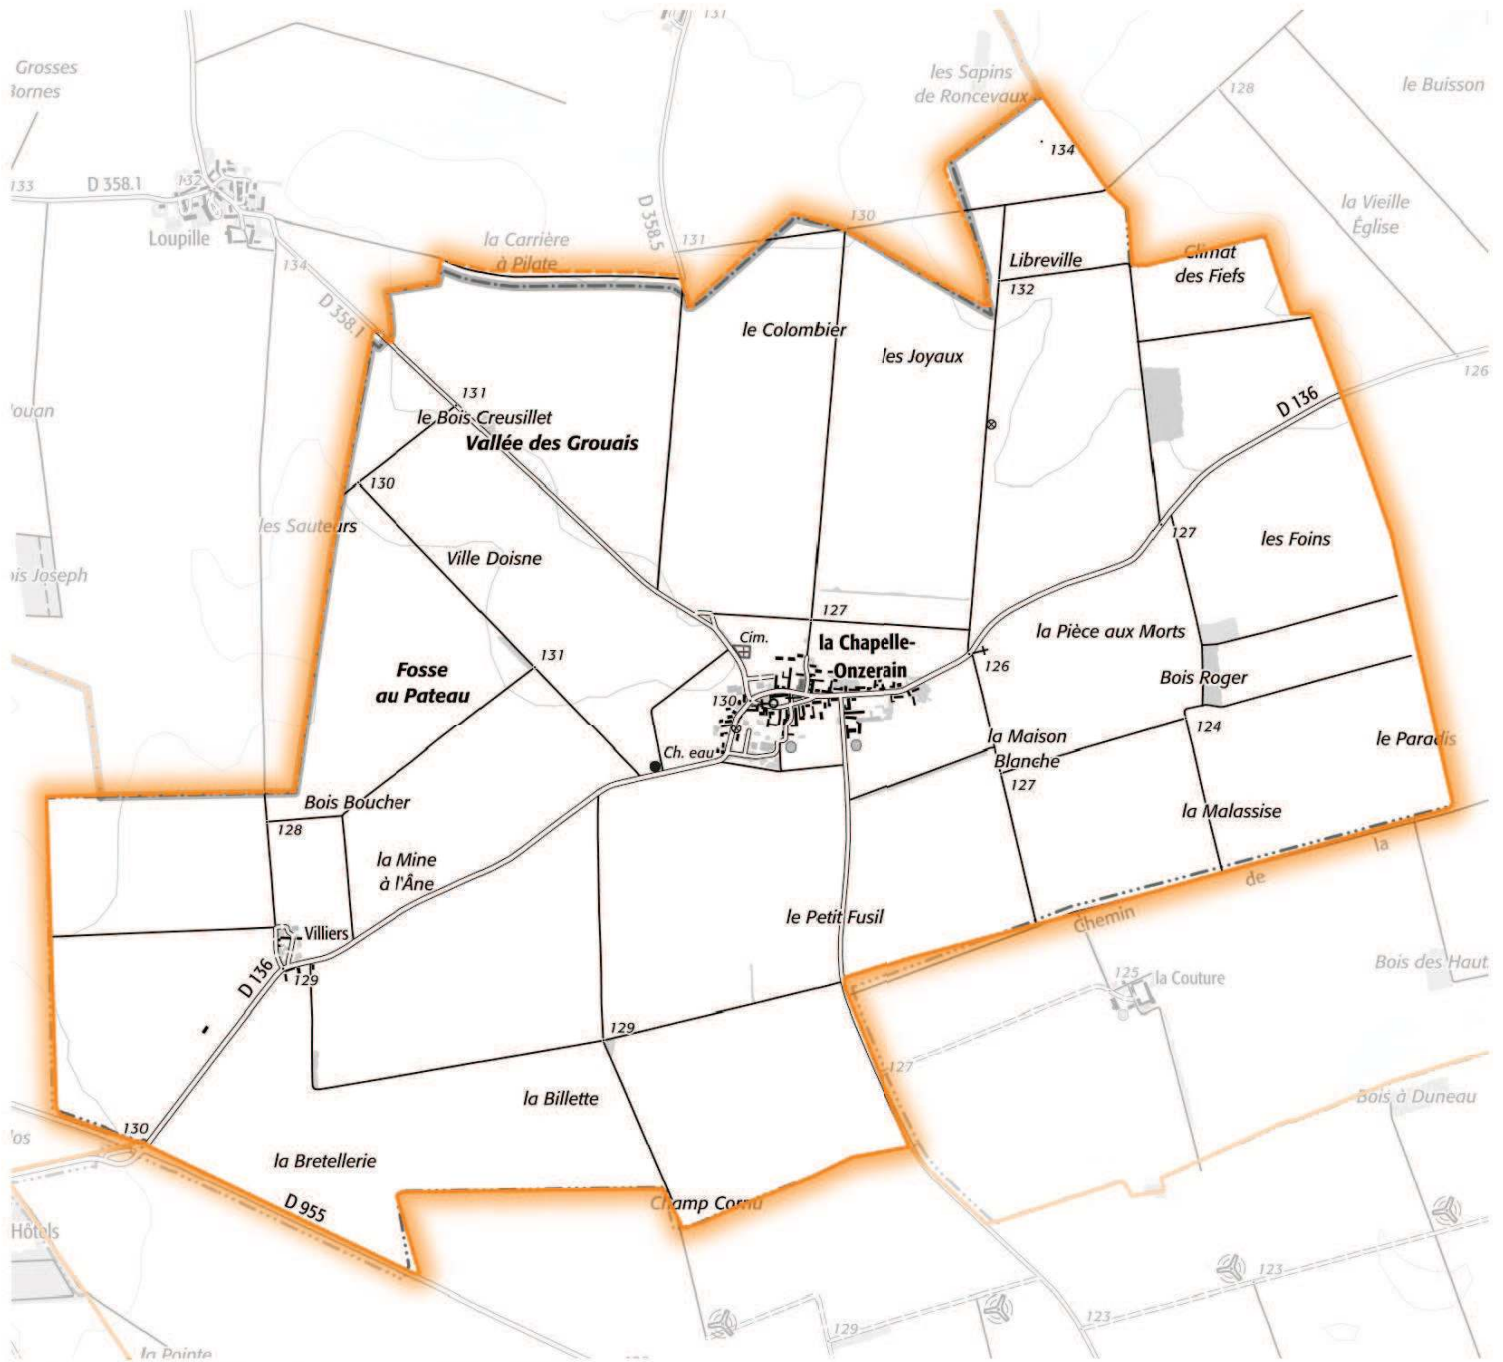 131
Grosses
les Sapins
de Roncevaux
le Buisson
128
134
133
D 358.1
132
Loupille
la Vieille
Église
130
D 358.5
131
la Carrière
à Pilate
134
Libreville
132
Climat
des Fiefs
D 358.1
le Colombier
les Joyaux
126
131
le Bois Creusillet
Vallée des Grouais
D 136
130
les Sauteurs
127
les Foins
Ville Doisne
127
la Chapelle-
Onzerain
Cim.
la Pièce aux Morts
131
126
Fosse
au Pateau
Bois Roger
130
124
la Maison
Blanche
127
le Paradis
Ch. eau
Bois Boucher
128
la Malassise
la Mine
à l'Âne
Chemin
de
la
le Petit Fusil
Villiers
D 136
129
125
la Couture
Bois des Haut
129
127
la Billette
Bois à Duneau
130
la Bretellerie
D 955
Champ Cornu
Hôtels
123
123
129
la Pointe